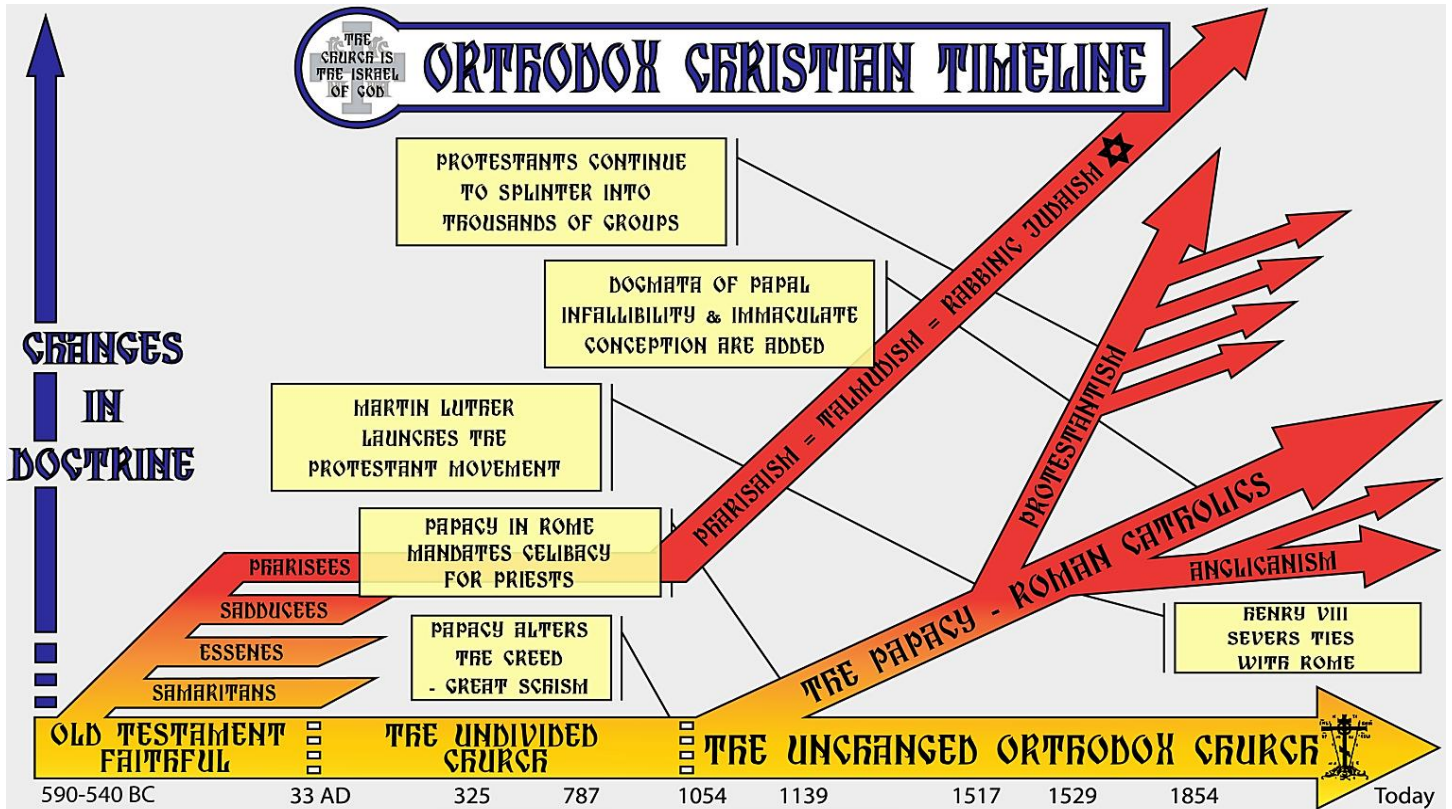 THE
CHURCH IS
THE ISRAEL
OF GOD
ORTHODOX CHRISTIAN TIMELINE
PROTESTANTS CONTINUE
TO SPLINTER INTO
THOUSANDS OF GROUPS
DOGMATA OF PAPAL
INFALLIBILITY & IMMACULATE
CONCEPTION ARE ADDED
CHANGES
IN
DOCTRINE
MARTIN LUTHER
LAUNCHES THE
PROTESTANT MOVEMENT
PHARISAISM = TALMUDISM = RABBINIC JUDAISM
PROTESTANTISM
PAPACY IN ROME
MANDATES CELIBACY
FOR PRIESTS
PHARISEES
SADDUCEES
ESSENES
SAMARITANS
PAPACY ALTERS
THE CREED
- GREAT SCHISM
THE PAPACY - ROMAN CATHOLICS
ANGLICANISM
HENRY VIII
SEVERS TIES
WITH ROME
OLD TESTAMENT
FAITHFUL
THE UNDIVIDED
CHURCH
THE UNCHANGED ORTHODOX CHURCH
590-540 BC 33 AD 325 787 1054 1139 1517 1529 1854 Today